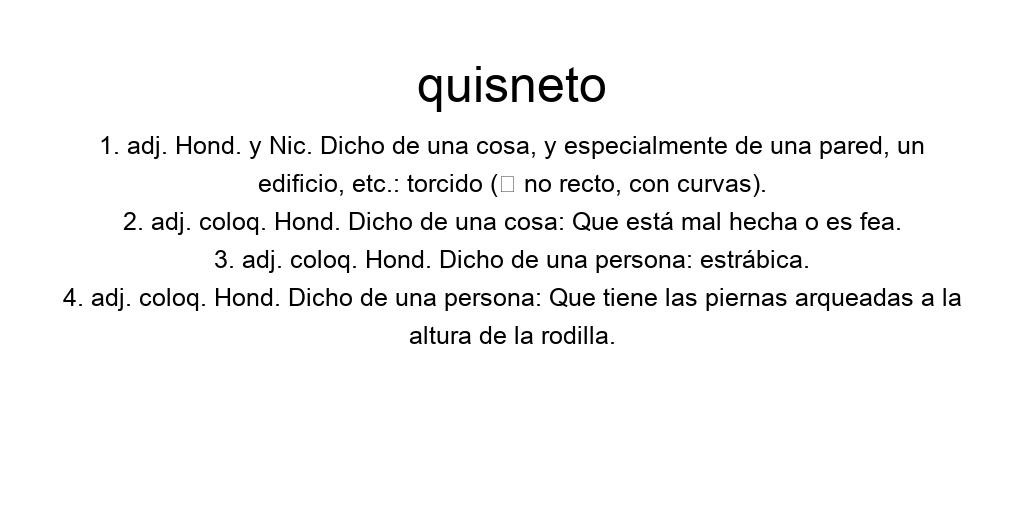 quisneto
1. adj. Hond. y Nic. Dicho de una cosa, y especialmente de una pared, un
edificio, etc.: torcido (▯ no recto, con curvas).
2. adj. coloq. Hond. Dicho de una cosa: Que está mal hecha o es fea.
3. adj. coloq. Hond. Dicho de una persona: estrábica.
4. adj. coloq. Hond. Dicho de una persona: Que tiene las piernas arqueadas a la
altura de la rodilla.